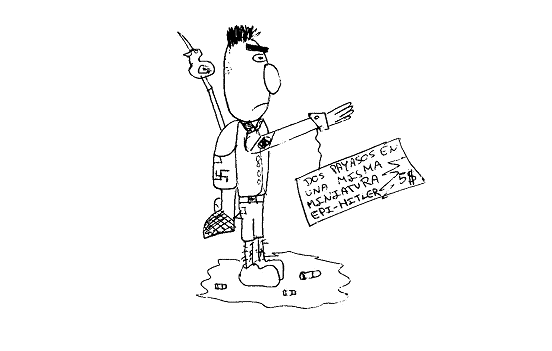 DOS PAYASOS EN
UNA MISMA
MINIATURA 5$
EPI-HITLER